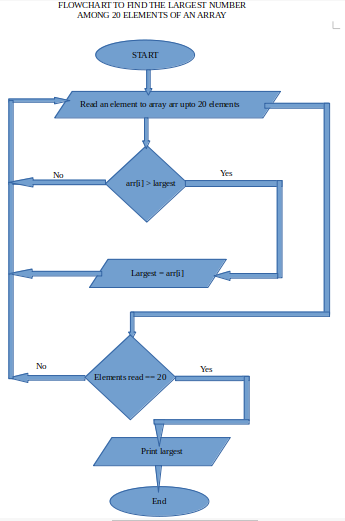 FLOWCHART TO FIND THE LARGEST NUMBER
AMONG 20 ELEMENTS OF AN ARRAY
START
Read an element to array arr upto 20 elements
No
Yes
arr[i] > largest
Largest = arr[i]
No
Yes
Elements read == 20
Print largest
End